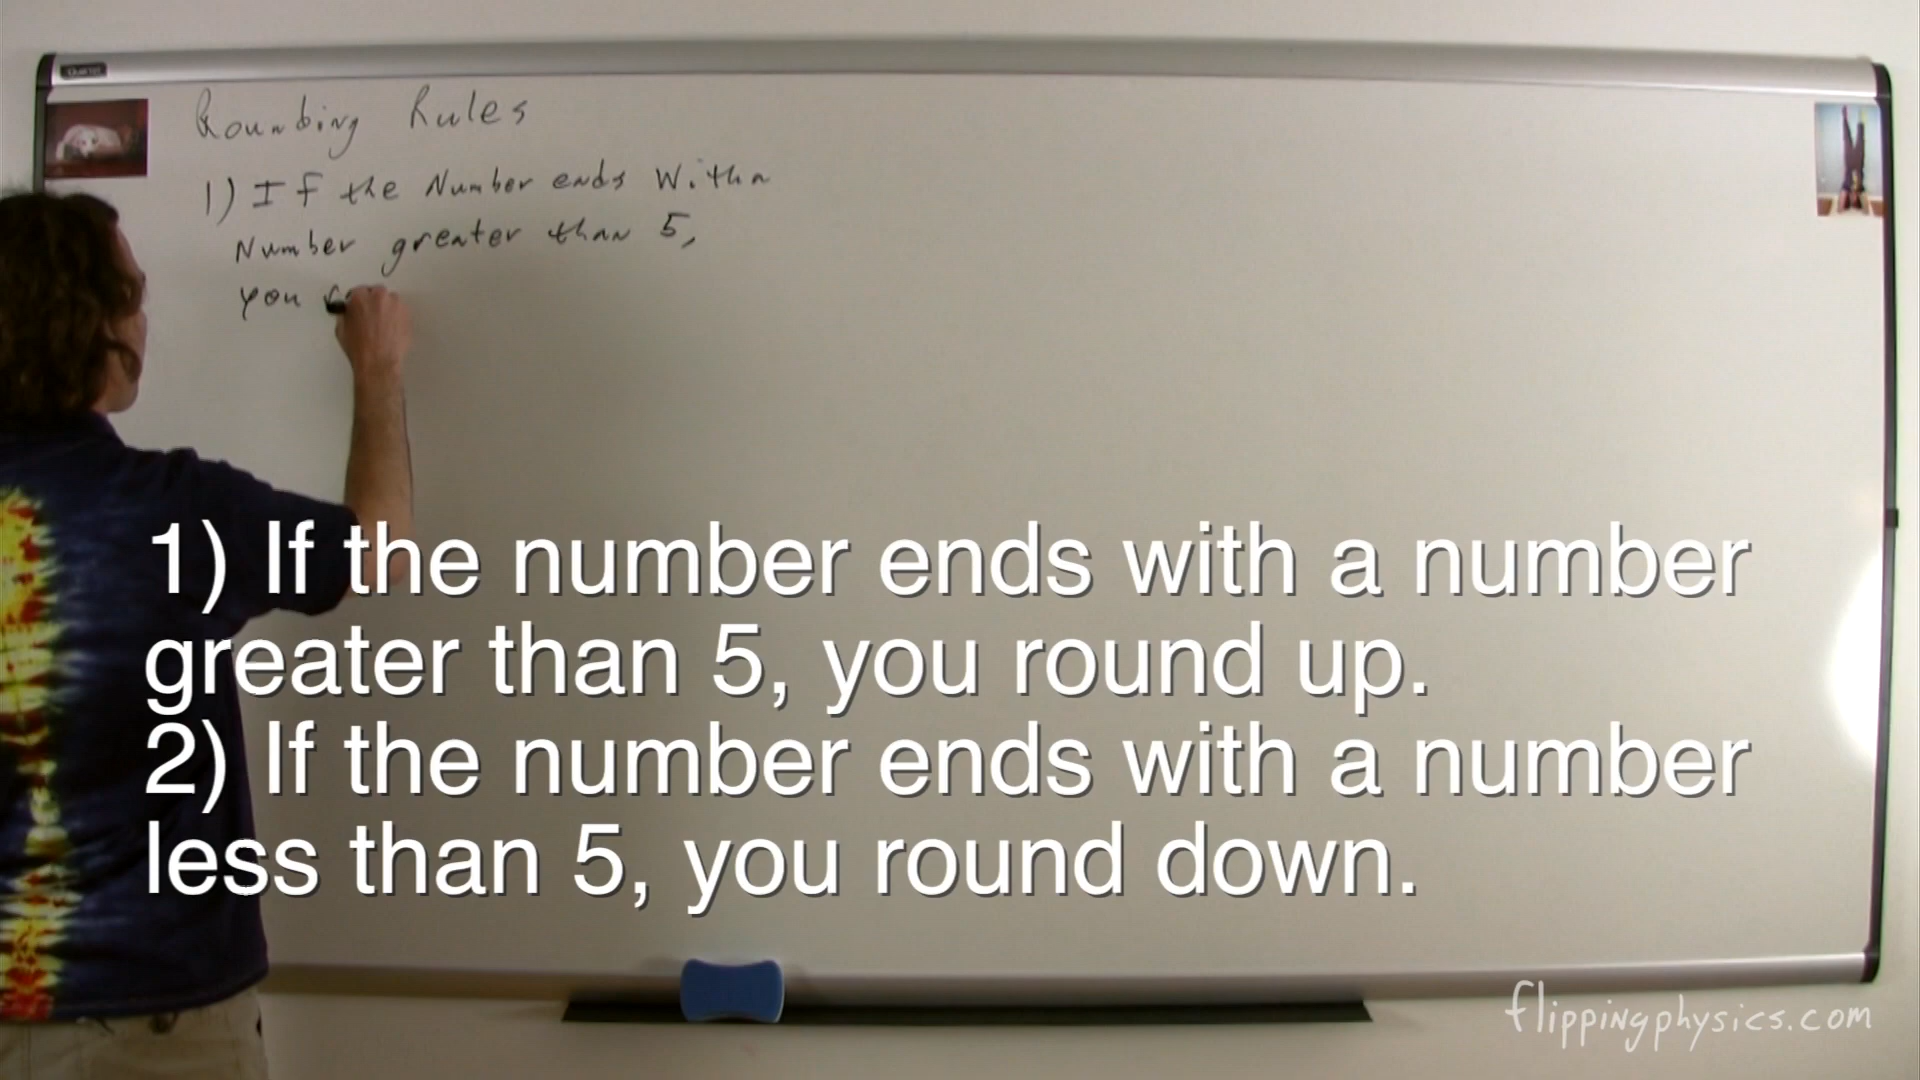 Quartet
Rounding Rules
1) If the Number ends with a
Number greater than 5,
you
1) If the number ends with a number
greater than 5, you round up.
2) If the number ends with a number
less than 5, you round down.
flippingphysics.com